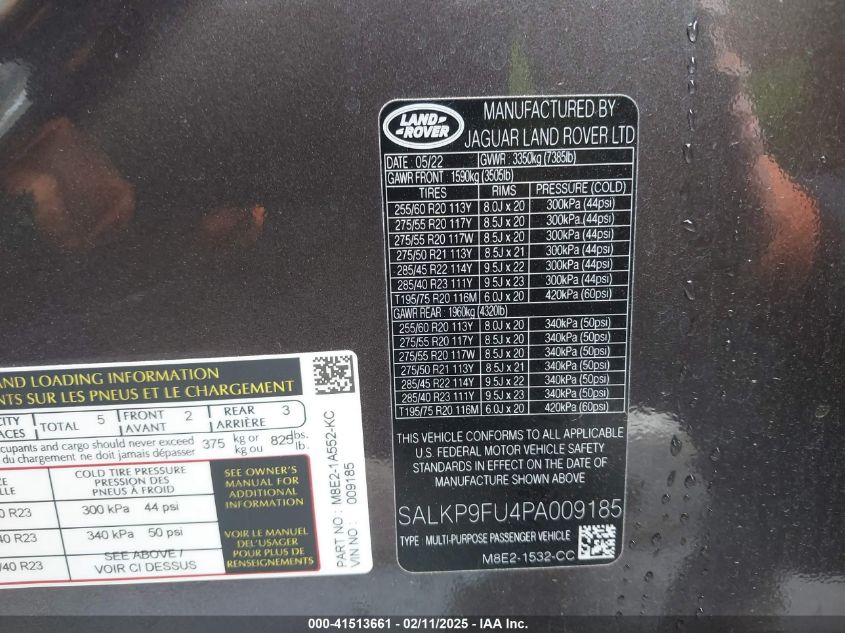 LAND ROVER
MANUFACTURED BY
JAGUAR LAND ROVER LTD
DATE : 05/22 GVWR : 3350kg (7385lb)
GAWR FRONT : 1590kg (3505lb)
TIRES RIMS PRESSURE (COLD)
255/60 R20 113Y 8.0J x 20 300kPa (44psi)
275/55 R20 117Y 8.5J x 20 300kPa (44psi)
275/55 R20 117W 8.5J x 20 300kPa (44psi)
275/50 R21 113Y 8.5J x 21 300kPa (44psi)
285/45 R22 114Y 9.5J x 22 300kPa (44psi)
285/40 R23 111Y 9.5J x 23 300kPa (44psi)
T195/75 R20 116M 6.0J x 20 420kPa (60psi)
GAWR REAR : 1960kg (4320lb)
255/60 R20 113Y 8.0J x 20 340kPa (50psi)
275/55 R20 117Y 8.5J x 20 340kPa (50psi)
275/55 R20 117W 8.5J x 20 340kPa (50psi)
275/50 R21 113Y 8.5J x 21 340kPa (50psi)
285/45 R22 114Y 9.5J x 22 340kPa (50psi)
285/40 R23 111Y 9.5J x 23 340kPa (50psi)
T195/75 R20 116M 6.0J x 20 420kPa (60psi)
THIS VEHICLE CONFORMS TO ALL APPLICABLE
U.S. FEDERAL MOTOR VEHICLE SAFETY
STANDARDS IN EFFECT ON THE DATE OF
MANUFACTURE SHOWN ABOVE
SALKP9FU4PA009185
TYPE : MULTI-PURPOSE PASSENGER VEHICLE
M8E2-1532-CC
AND LOADING INFORMATION
NTS SUR LES PNEUS ET LE CHARGEMENT
CITY TOTAL 5 FRONT 2 REAR 3
ACES AVANT ARRIÈRE
cupants and cargo should never exceed 375 kg or 825 lbs.
du chargement ne doit jamais dépasser kg ou lb.
COLD TIRE PRESSURE
PRESSION DES
PNEUS À FROID
0 R23 300 kPa 44 psi
40 R23 340 kPa 50 psi
/40 R23 SEE ABOVE /
VOIR CI DESSUS
SEE OWNER'S
MANUAL FOR
ADDITIONAL
INFORMATION
VOIR LE MANUEL
DE L'USAGER
POUR PLUS DE
RENSEIGNEMENTS
PART NO : M8E2-1A552-KC
VIN NO : 009185
000-41513661 - 02/11/2025 - IAA Inc.